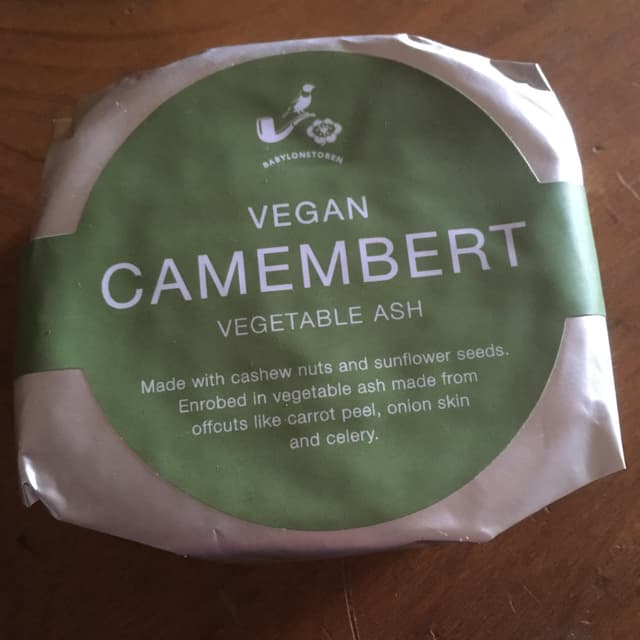 BABYLONSTOREN
VEGAN
CAMEMBERT
VEGETABLE ASH
Made with cashew nuts and sunflower seeds.
Enrobed in vegetable ash made from
offcuts like carrot peel, onion skin
and celery.